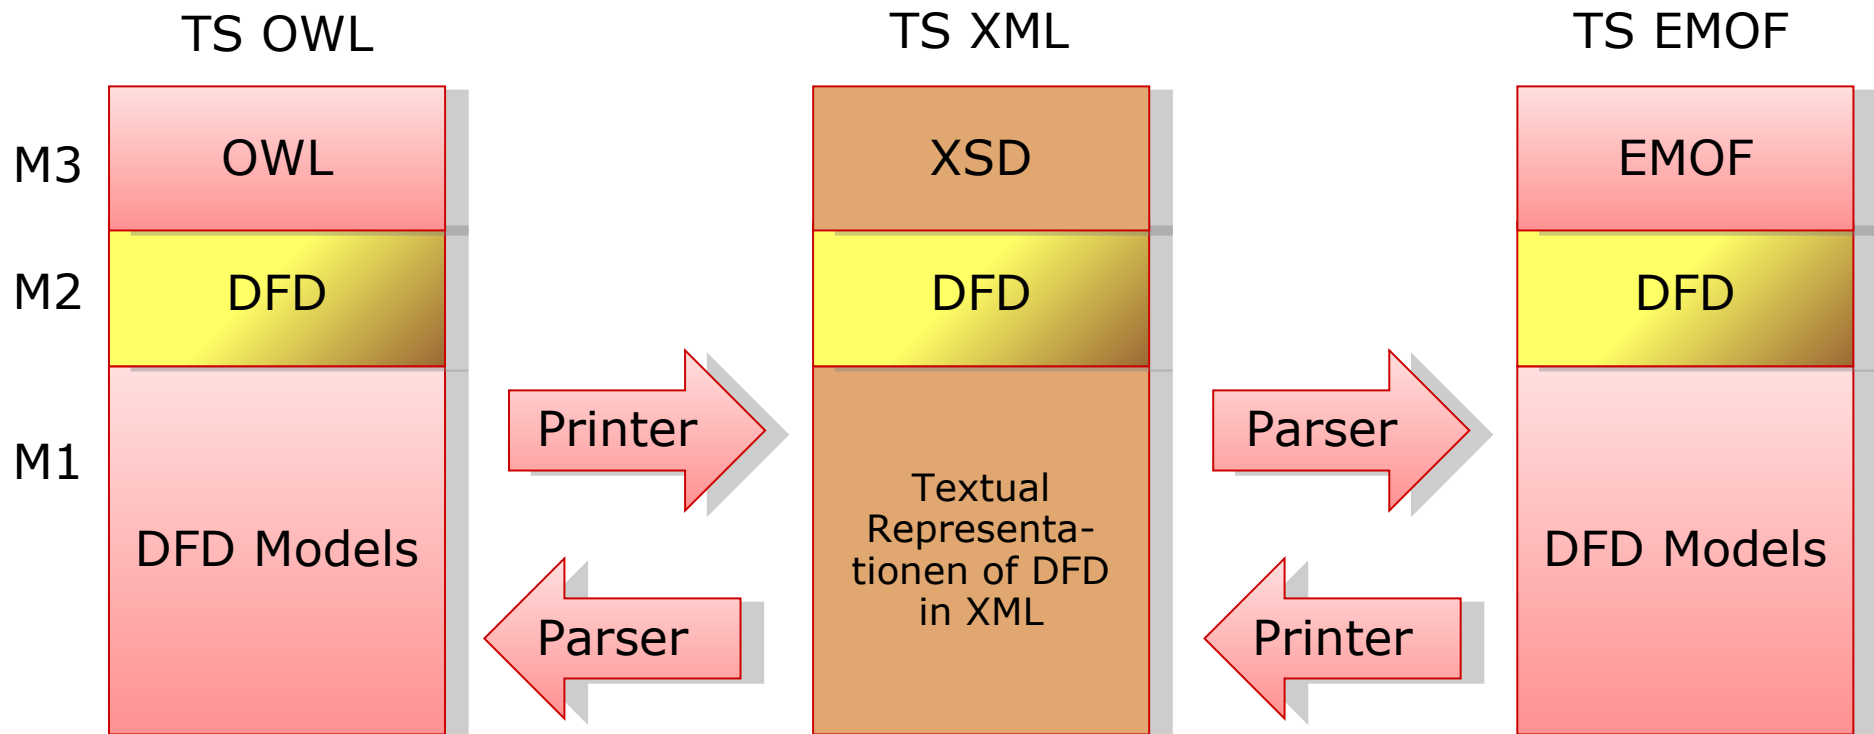 TS OWL
TS XML
TS EMOF
M3
OWL
XSD
EMOF
M2
DFD
DFD
DFD
M1
Printer
Parser
DFD Models
Textual
Representa-
tionen of DFD
in XML
DFD Models
Parser
Printer